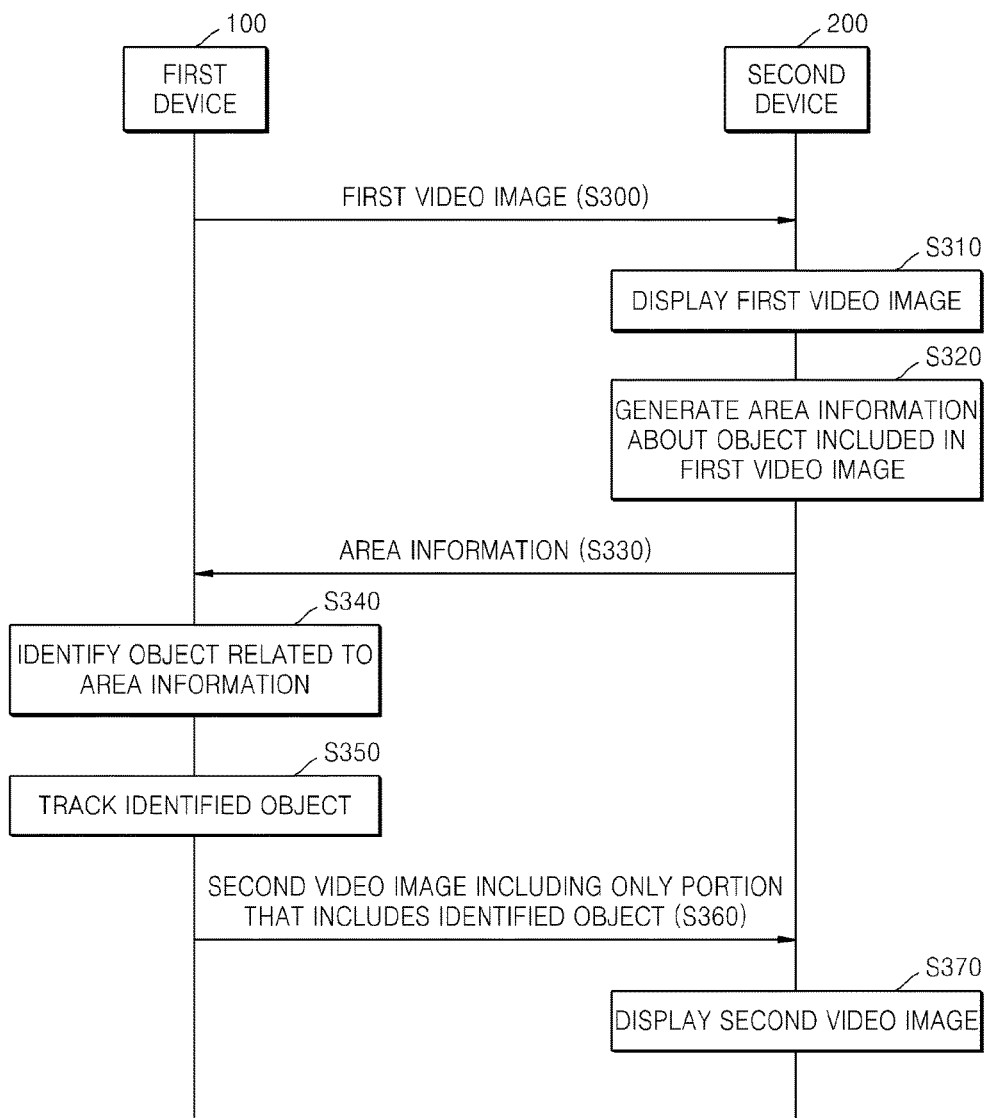 100
200
FIRST
DEVICE
SECOND
DEVICE
FIRST VIDEO IMAGE (S300)
S310
DISPLAY FIRST VIDEO IMAGE
S320
GENERATE AREA INFORMATION
ABOUT OBJECT INCLUDED IN
FIRST VIDEO IMAGE
AREA INFORMATION (S330)
S340
IDENTIFY OBJECT RELATED TO
AREA INFORMATION
S350
TRACK IDENTIFIED OBJECT
SECOND VIDEO IMAGE INCLUDING ONLY PORTION
THAT INCLUDES IDENTIFIED OBJECT (S360)
S370
DISPLAY SECOND VIDEO IMAGE